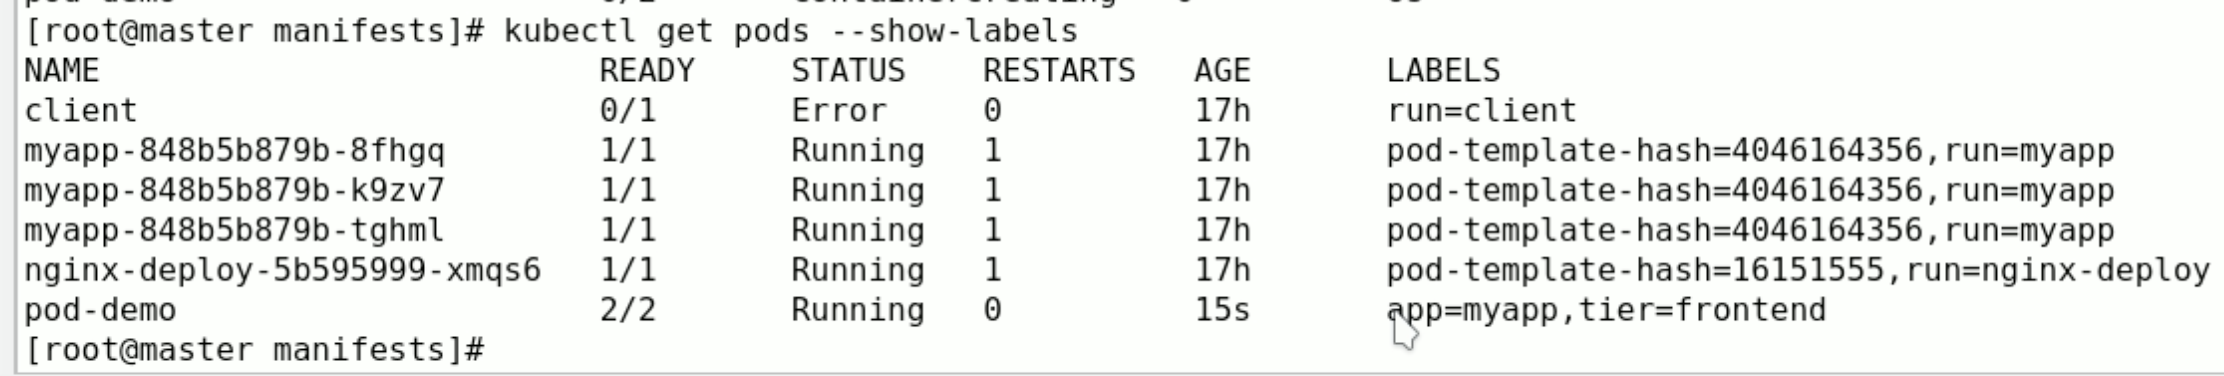 [root@master manifests]# kubectl get pods --show-labels
NAME                          READY     STATUS    RESTARTS   AGE       LABELS
client                        0/1       Error     0          17h       run=client
myapp-848b5b879b-8fhgq        1/1       Running   1          17h       pod-template-hash=4046164356,run=myapp
myapp-848b5b879b-k9zv7        1/1       Running   1          17h       pod-template-hash=4046164356,run=myapp
myapp-848b5b879b-tghml        1/1       Running   1          17h       pod-template-hash=4046164356,run=myapp
nginx-deploy-5b595999-xmqs6   1/1       Running   1          17h       pod-template-hash=16151555,run=nginx-deploy
pod-demo                      2/2       Running   0          15s       app=myapp,tier=frontend
[root@master manifests]#